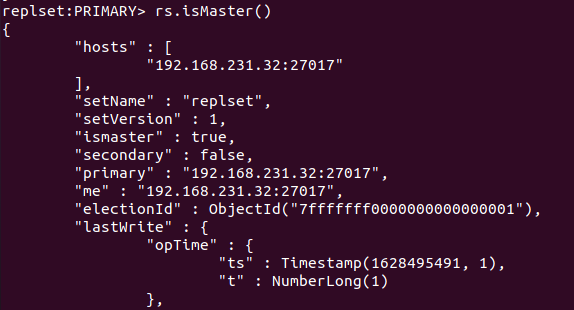 replset:PRIMARY> rs.isMaster()
{
        "hosts" : [
                "192.168.231.32:27017"
        ],
        "setName" : "replset",
        "setVersion" : 1,
        "ismaster" : true,
        "secondary" : false,
        "primary" : "192.168.231.32:27017",
        "me" : "192.168.231.32:27017",
        "electionId" : ObjectId("7fffffff0000000000000001"),
        "lastWrite" : {
                "opTime" : {
                        "ts" : Timestamp(1628495491, 1),
                        "t" : NumberLong(1)
                },